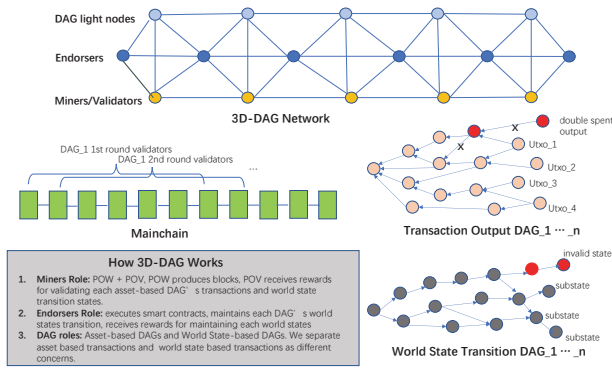 DAG light nodes
Endorsers
Miners/Validators
3D-DAG Network
DAG_1 1st round validators
DAG_1 2nd round validators
...
Mainchain
double spent
output
x
x
Utxo_1
Utxo_2
Utxo_3
Utxo_4
Transaction Output DAG_1 ··· _n
How 3D-DAG Works
1. Miners Role: POW + POV, POW produces blocks, POV receives rewards
for validating each asset-based DAG' s transactions and world state
transition states.
2. Endorsers Role: executes smart contracts, maintains each DAG' s world
states transition, receives rewards for maintaining each world states
3. DAG roles: Asset-based DAGs and World State-based DAGs. We separate
asset based transactions and world state based transactions as different
concerns.
invalid state
substate
substate
substate
World State Transition DAG_1 ··· _n